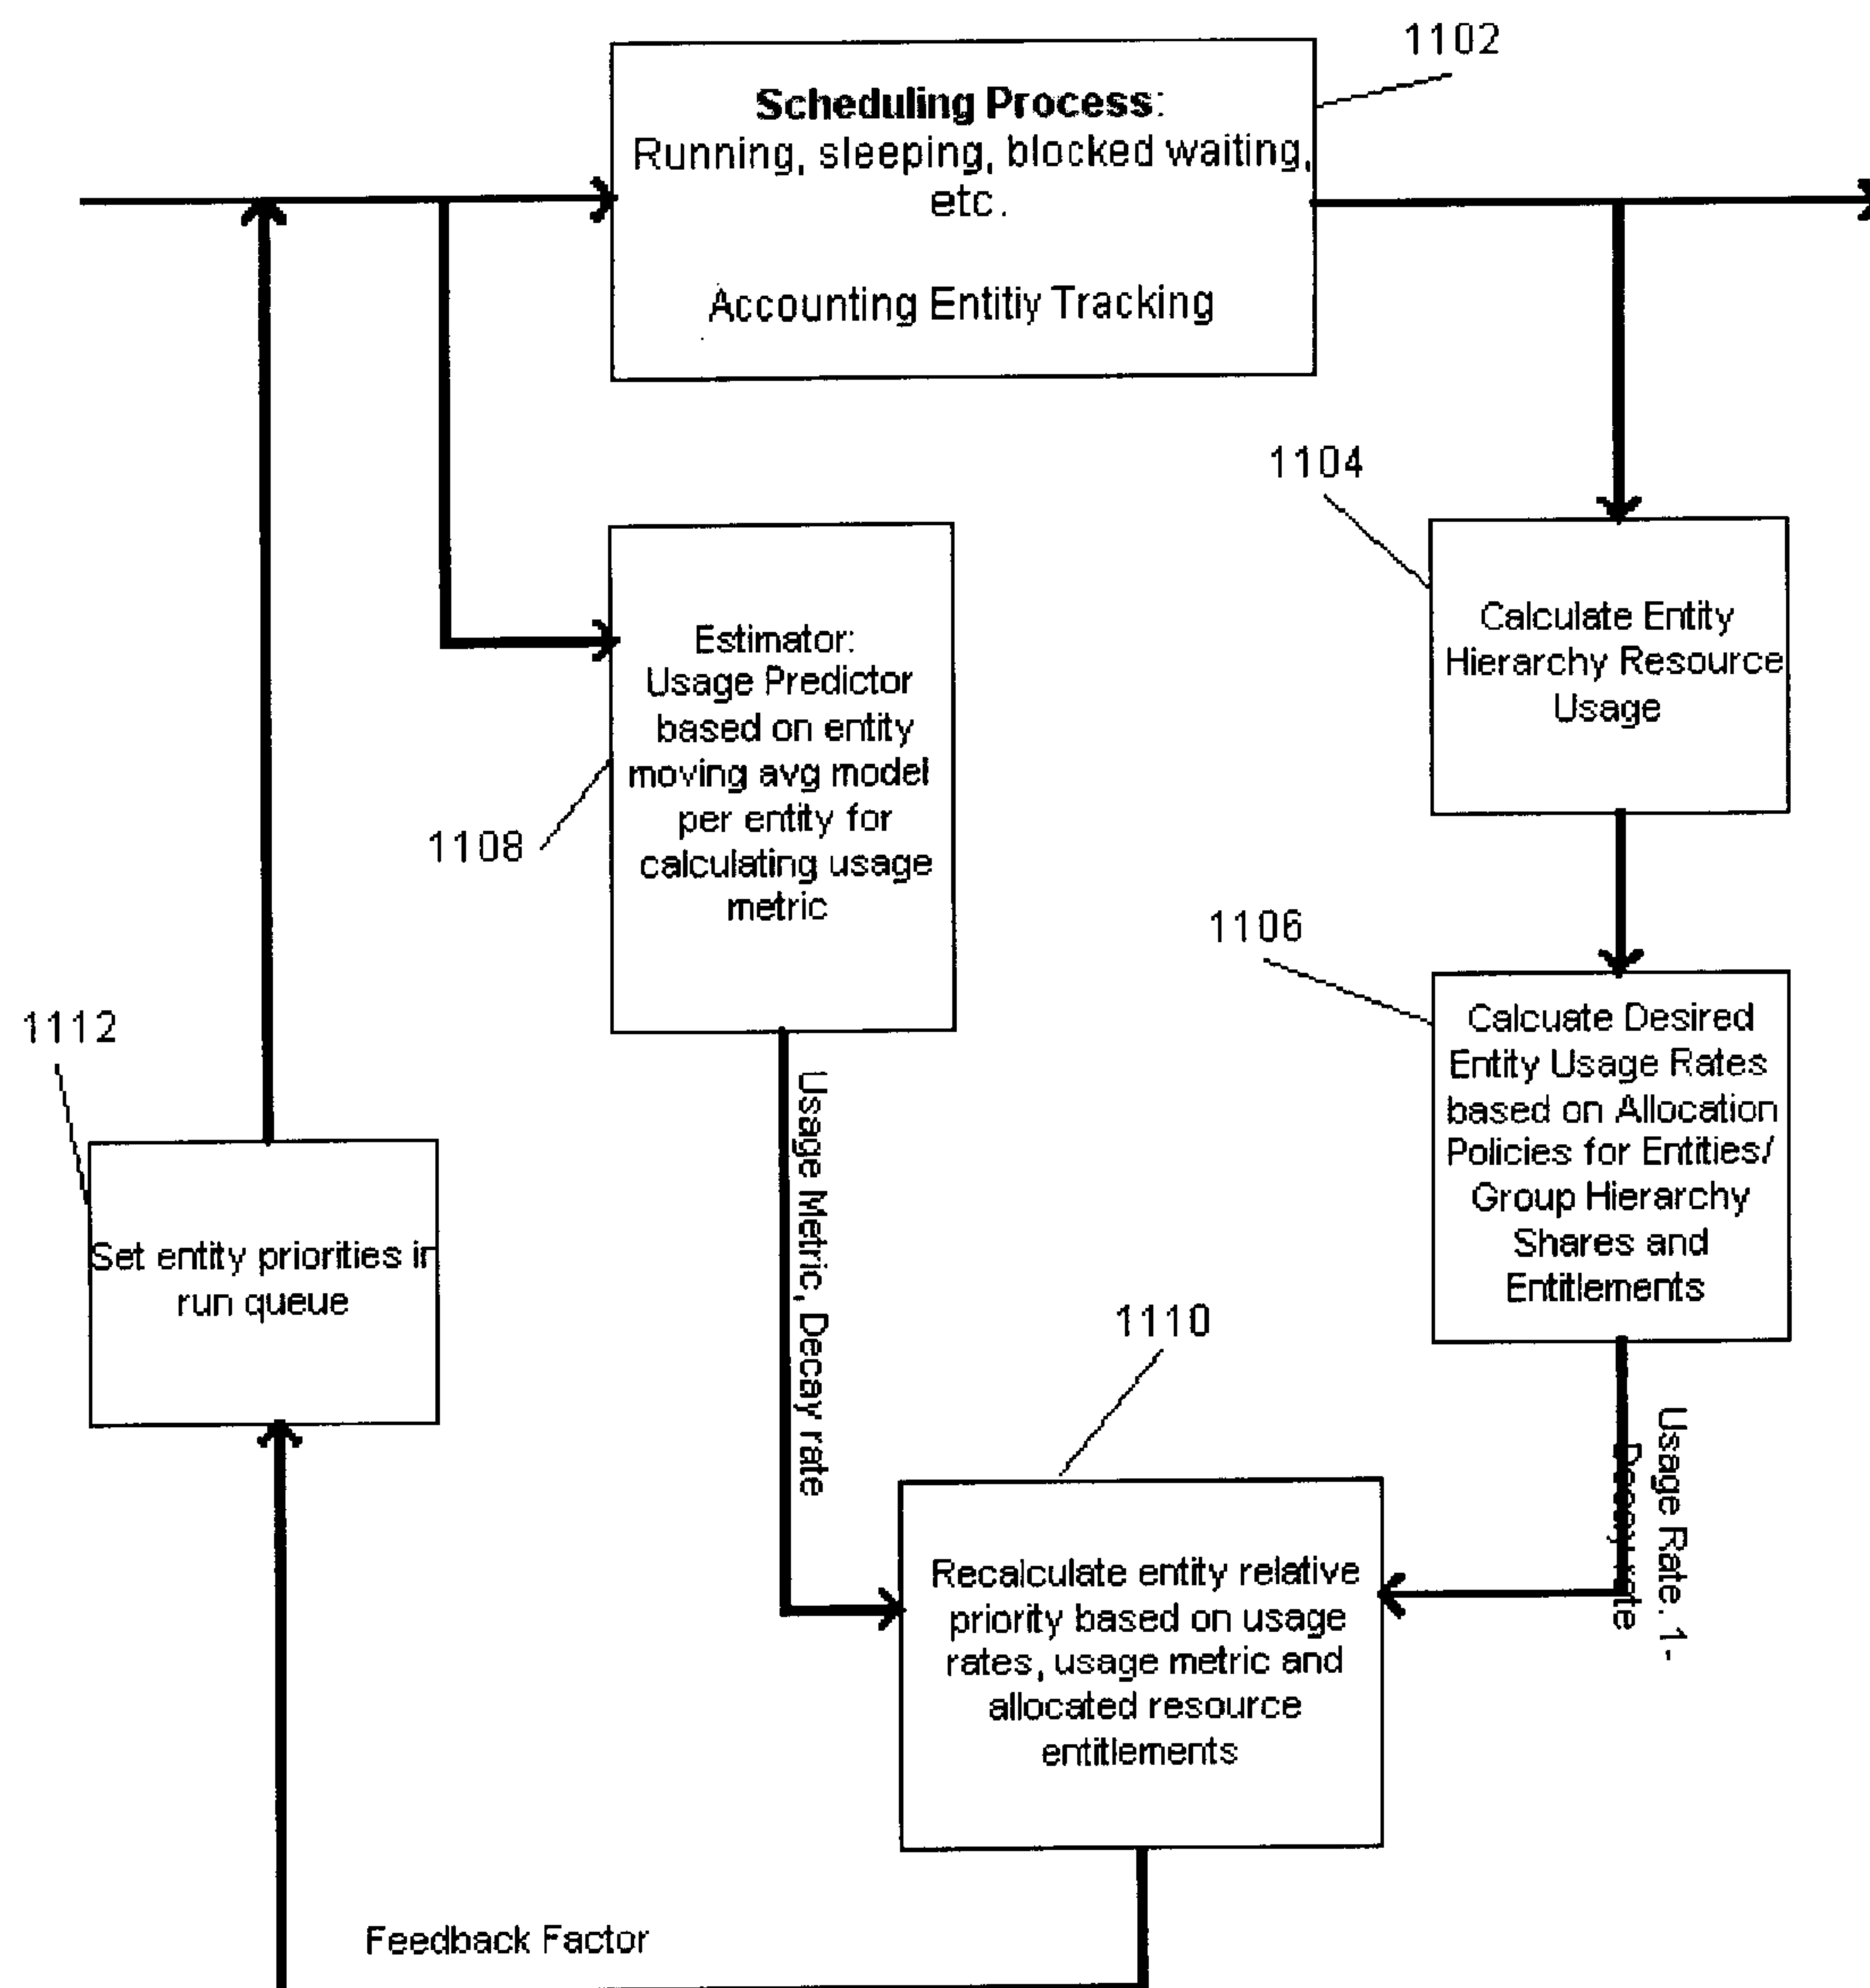 1102
Scheduling Process:
Running, sleeping, blocked waiting,
etc.
Accounting Entitiy Tracking
1104
Calculate Entity
Hierarchy Resource
Usage
Estimator:
Usage Predictor
based on entity
moving avg model
per entity for
calculating usage
metric
1108
1106
Calcuate Desired
Entity Usage Rates
based on Allocation
Policies for Entities/
Group Hierarchy
Shares and
Entitlements
1112
Set entity priorities in
run queue
Usage Metric, Decay rate
1110
Usage Rate, 1-
Decay rate
Recalculate entity relative
priority based on usage
rates, usage metric and
allocated resource
entitlements
Feedback Factor